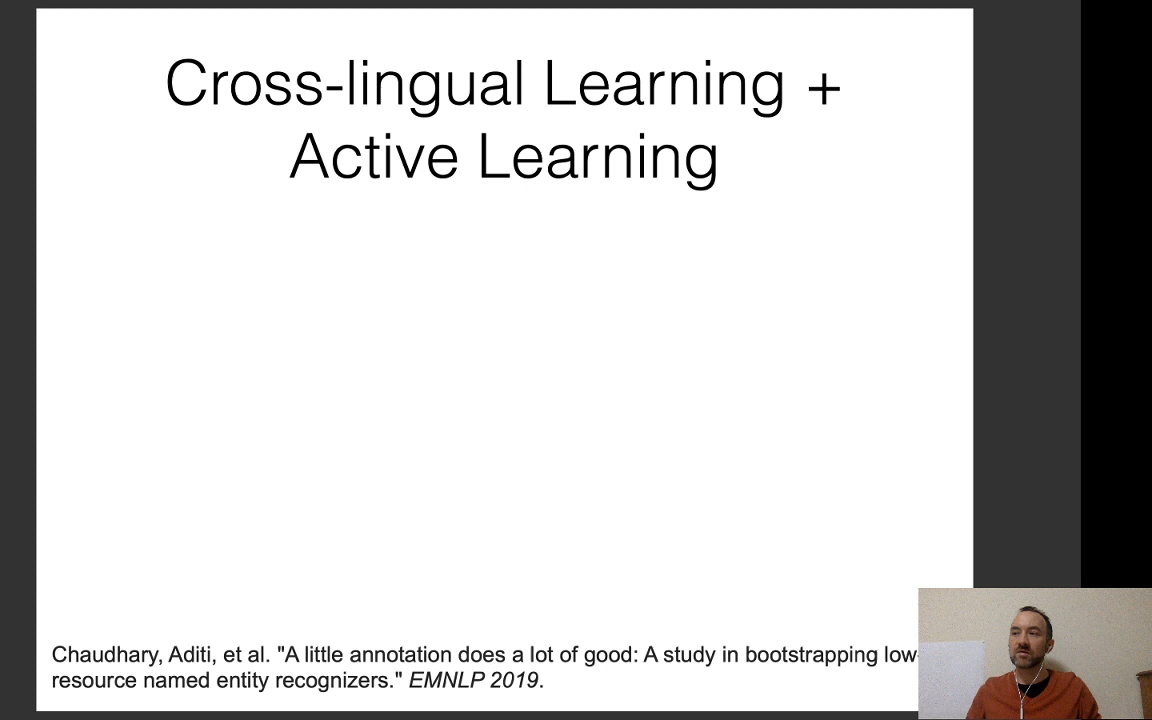 Cross-lingual Learning +
Active Learning
Chaudhary, Aditi, et al. "A little annotation does a lot of good: A study in bootstrapping low-
resource named entity recognizers." EMNLP 2019.